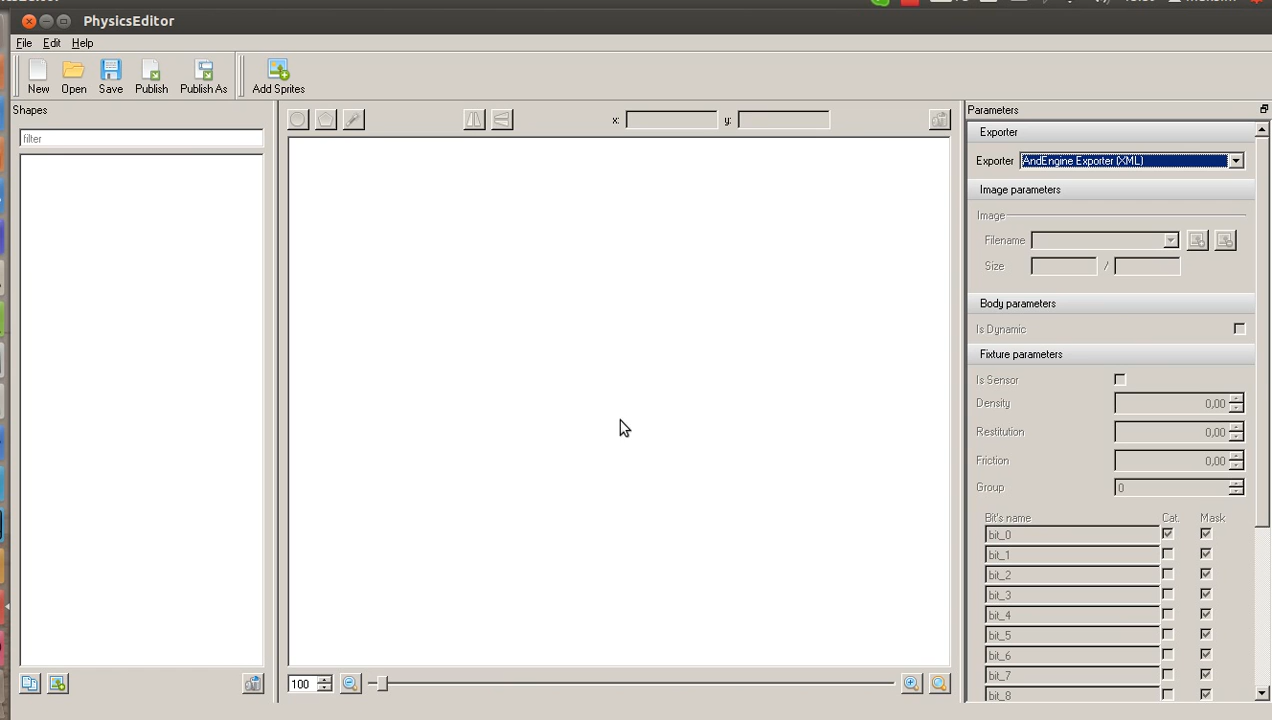 PhysicsEditor
File Edit Help
New Open Save Publish Publish As Add Sprites
Shapes
filter
x: y:
100
Parameters
Exporter
Exporter AndEngine Exporter (XML)
Image parameters
Image
Filename
Size /
Body parameters
Is Dynamic
Fixture parameters
Is Sensor
Density 0,00
Restitution 0,00
Friction 0,00
Group 0
Bit's name Cat. Mask
bit_0
bit_1
bit_2
bit_3
bit_4
bit_5
bit_6
bit_7
bit_8